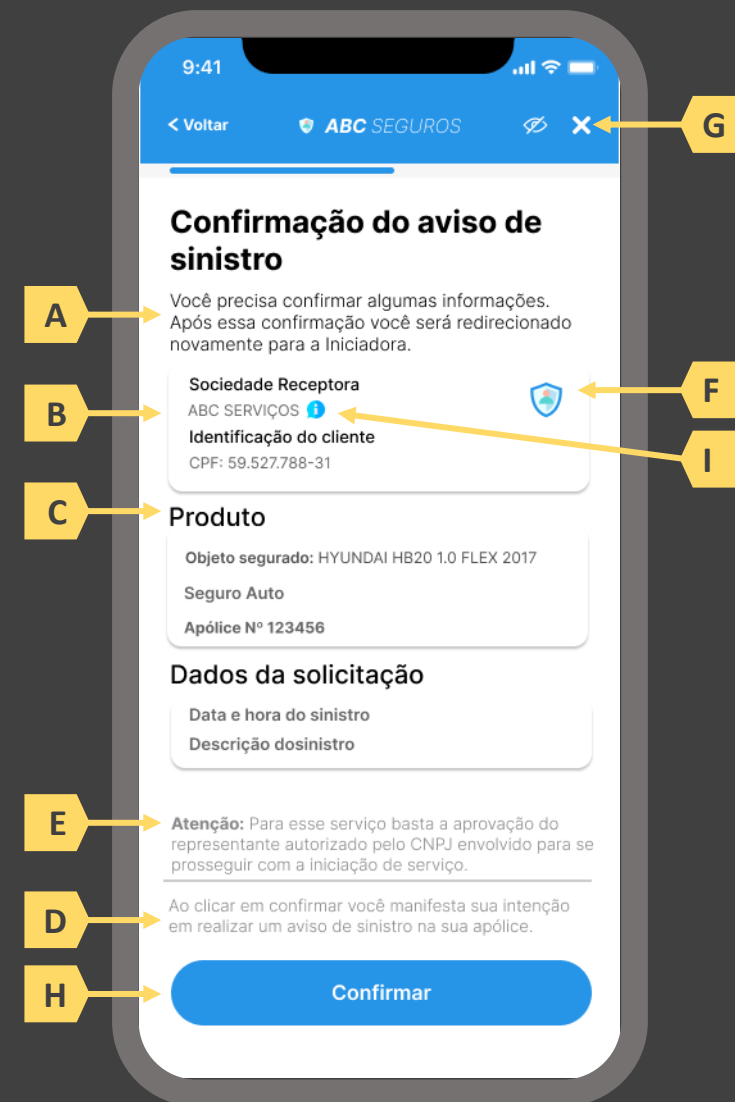 9:41
< Voltar
ABC SEGUROS
G
Confirmação do aviso de
sinistro
A
Você precisa confirmar algumas informações.
Após essa confirmação você será redirecionado
novamente para a Iniciadora.
Sociedade Receptora
F
B
ABC SERVIÇOS i
Identificação do cliente
I
CPF: 59.527.788-31
C
Produto
Objeto segurado: HYUNDAI HB20 1.0 FLEX 2017
Seguro Auto
Apólice Nº 123456
Dados da solicitação
Data e hora do sinistro
Descrição dosinistro
E
Atenção: Para esse serviço basta a aprovação do
representante autorizado pelo CNPJ envolvido para se
prosseguir com a iniciação de serviço.
D
Ao clicar em confirmar você manifesta sua intenção
em realizar um aviso de sinistro na sua apólice.
H
Confirmar